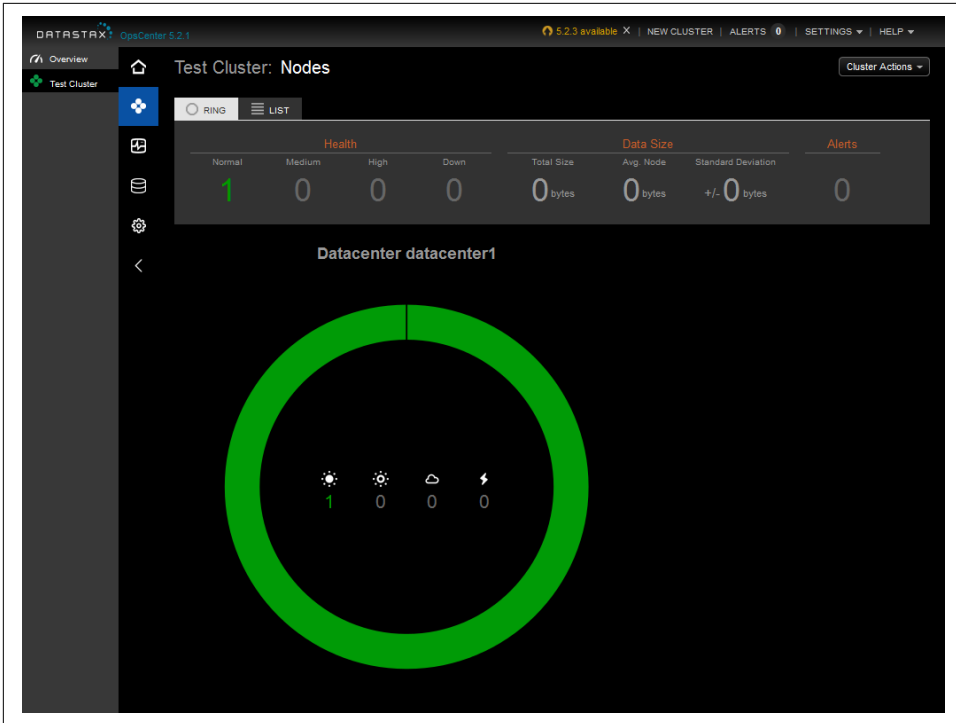 DATASTAX OpsCenter 5.2.1 5.2.3 available X | NEW CLUSTER | ALERTS 0 | SETTINGS | HELP
Overview
Test Cluster
Test Cluster: Nodes Cluster Actions
RING LIST
Health Data Size Alerts
Normal Medium High Down Total Size Avg. Node Standard Deviation
1 0 0 0 0 bytes 0 bytes +/- 0 bytes 0
Datacenter datacenter1
1 0 0 0